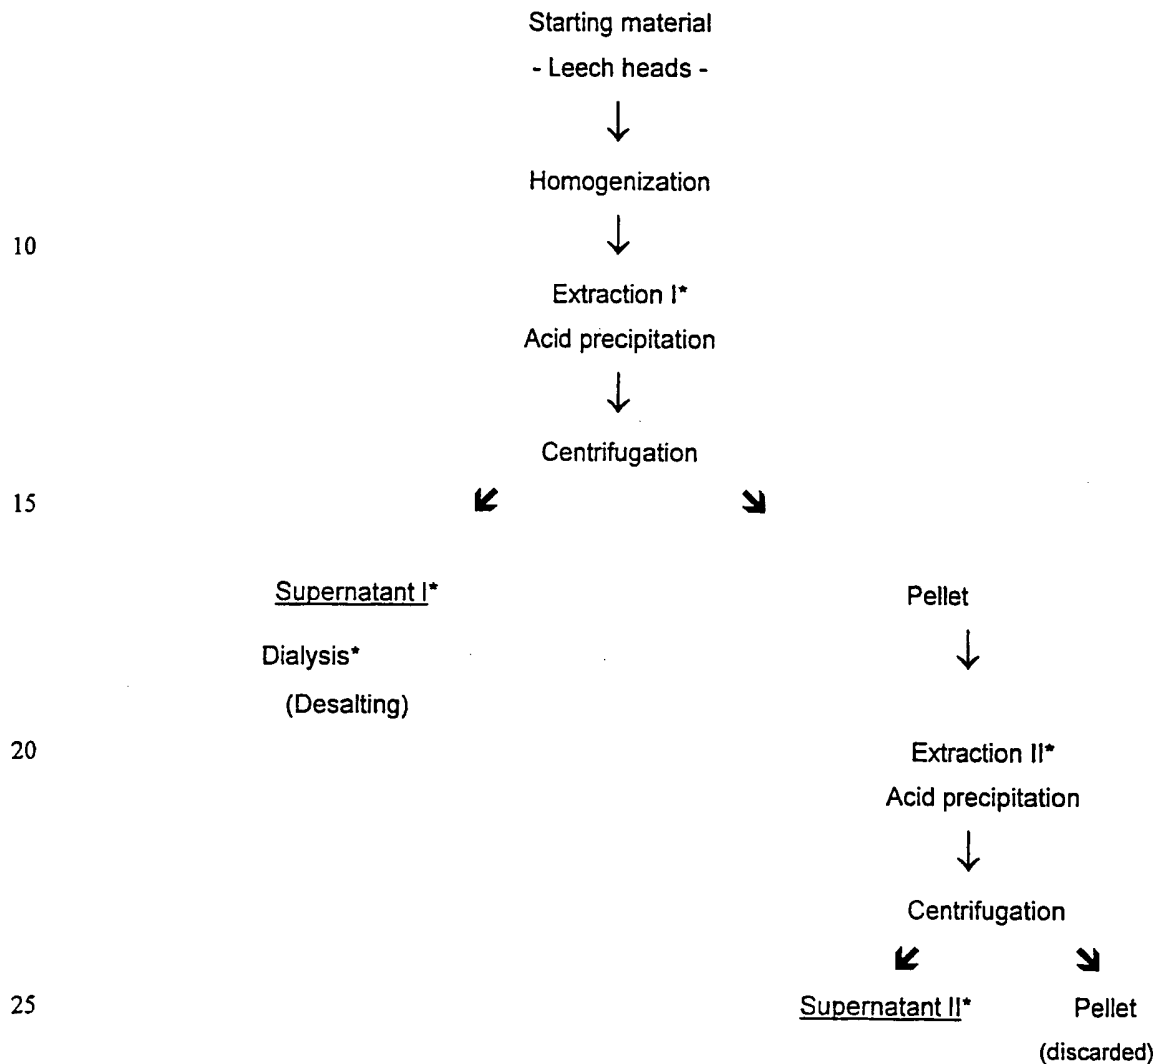 Starting material
- Leech heads -
↓
Homogenization
↓
10
Extraction I*
Acid precipitation
↓
Centrifugation
15
Supernatant I* Pellet
↓
Dialysis*
(Desalting)
20 Extraction II*
Acid precipitation
↓
Centrifugation
25 Supernatant II* Pellet
(discarded)